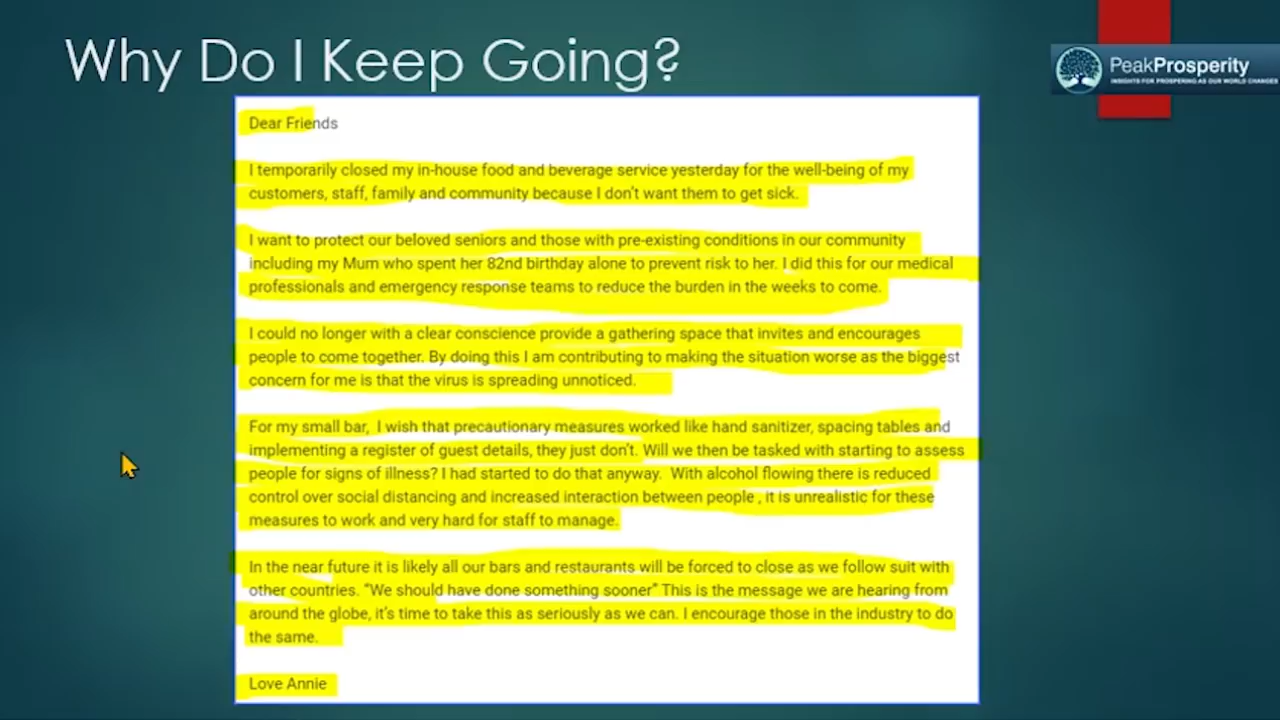 Why Do I Keep Going?
PeakProsperity
INSIGHTS FOR PROSPERING AS OUR WORLD CHANGES
Dear Friends
I temporarily closed my in-house food and beverage service yesterday for the well-being of my
customers, staff, family and community because I don't want them to get sick.
I want to protect our beloved seniors and those with pre-existing conditions in our community
including my Mum who spent her 82nd birthday alone to prevent risk to her. I did this for our medical
professionals and emergency response teams to reduce the burden in the weeks to come.
I could no longer with a clear conscience provide a gathering space that invites and encourages
people to come together. By doing this I am contributing to making the situation worse as the biggest
concern for me is that the virus is spreading unnoticed.
For my small bar, I wish that precautionary measures worked like hand sanitizer, spacing tables and
implementing a register of guest details, they just don't. Will we then be tasked with starting to assess
people for signs of illness? I had started to do that anyway. With alcohol flowing there is reduced
control over social distancing and increased interaction between people , it is unrealistic for these
measures to work and very hard for staff to manage.
In the near future it is likely all our bars and restaurants will be forced to close as we follow suit with
other countries. "We should have done something sooner" This is the message we are hearing from
around the globe, it's time to take this as seriously as we can. I encourage those in the industry to do
the same.
Love Annie